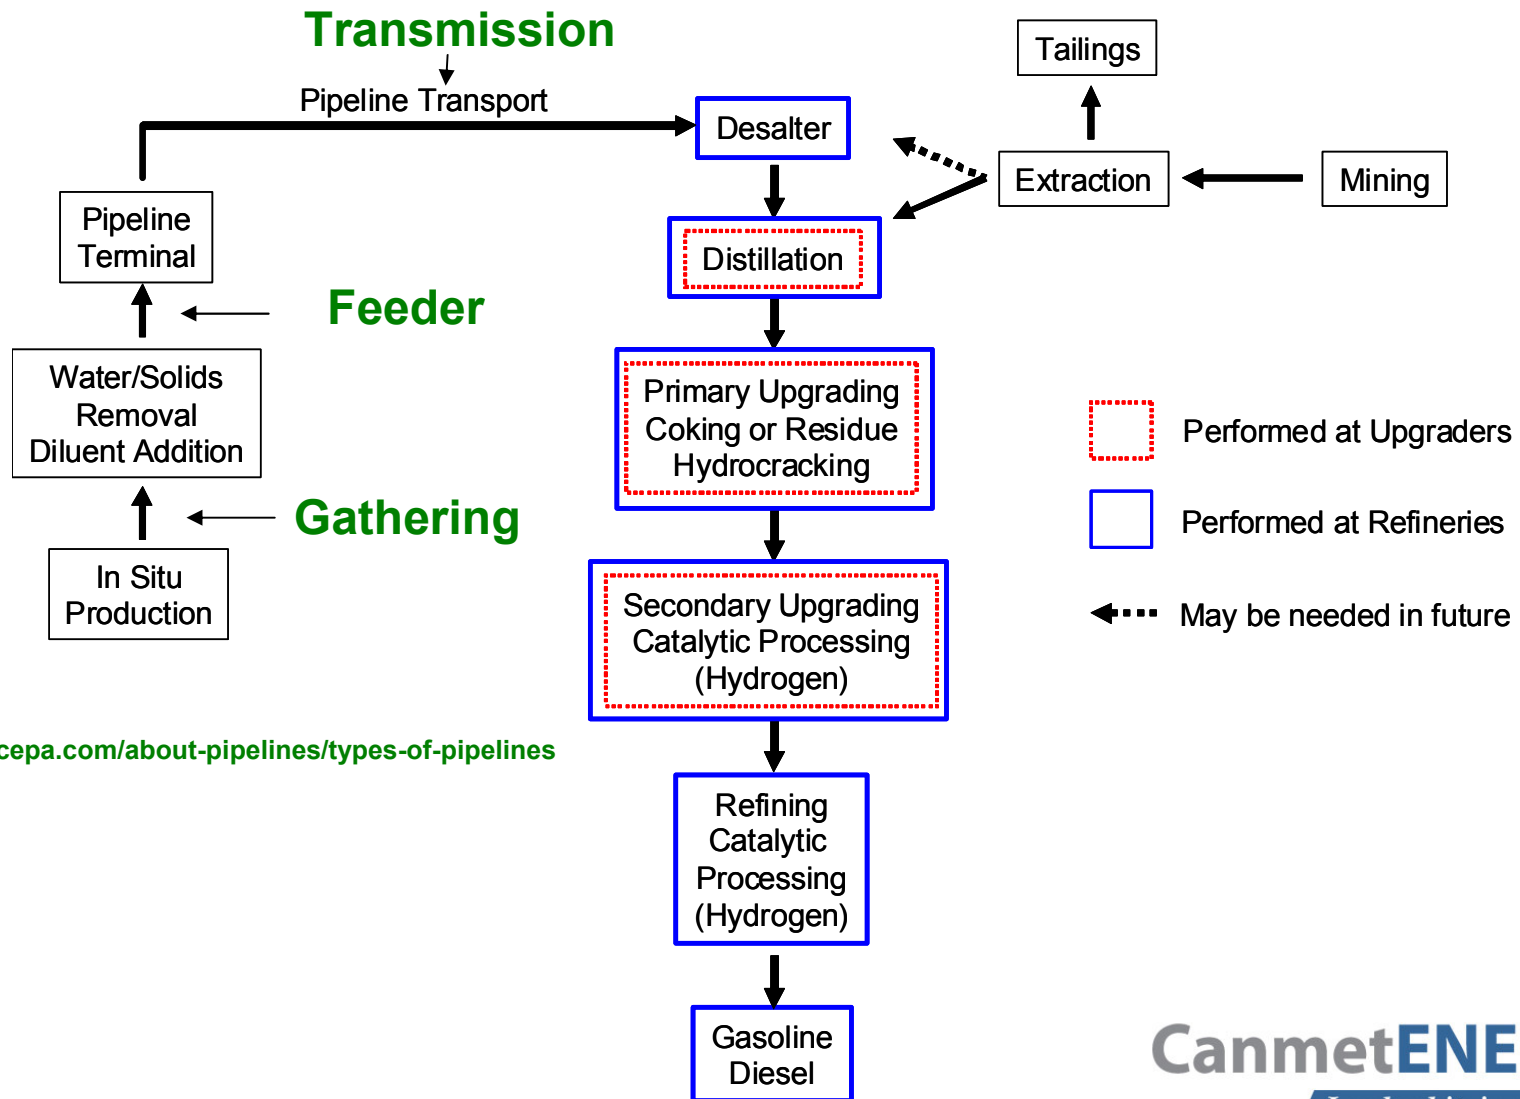 Transmission
Pipeline Transport
Tailings
Desalter
Extraction
Mining
Pipeline
Terminal
Distillation
Feeder
Water/Solids
Removal
Diluent Addition
Primary Upgrading
Coking or Residue
Hydrocracking
Performed at Upgraders
Gathering
Performed at Refineries
In Situ
Production
Secondary Upgrading
Catalytic Processing
(Hydrogen)
May be needed in future
cepa.com/about-pipelines/types-of-pipelines
Refining
Catalytic
Processing
(Hydrogen)
Gasoline
Diesel
CanmetENE